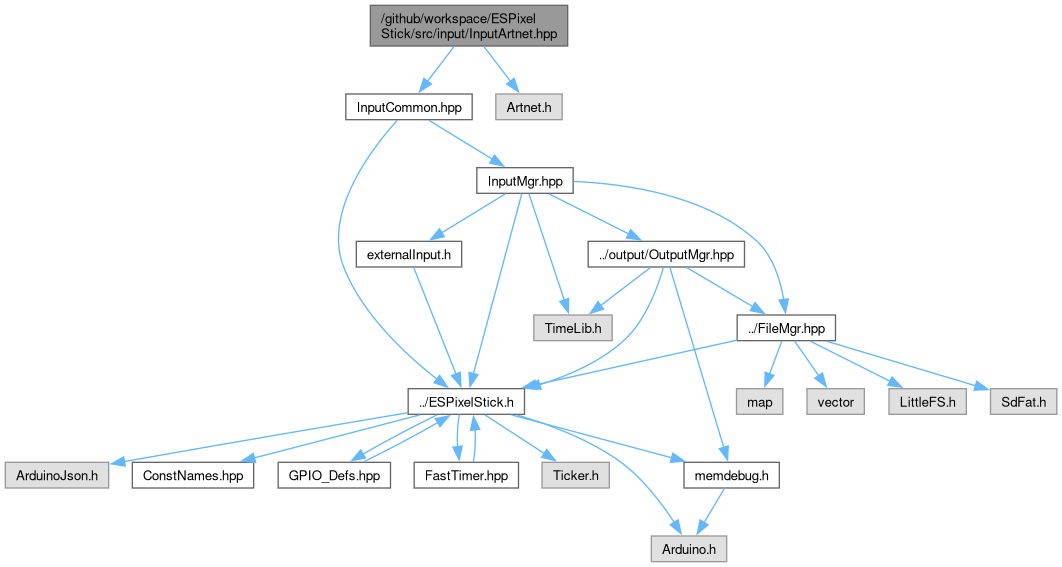 /github/workspace/ESPixel
Stick/src/input/InputArtnet.hpp
InputCommon.hpp
Artnet.h
InputMgr.hpp
externalInput.h
../output/OutputMgr.hpp
TimeLib.h
../FileMgr.hpp
../ESPixelStick.h
map
vector
LittleFS.h
SdFat.h
ArduinoJson.h
ConstNames.hpp
GPIO_Defs.hpp
FastTimer.hpp
Ticker.h
memdebug.h
Arduino.h